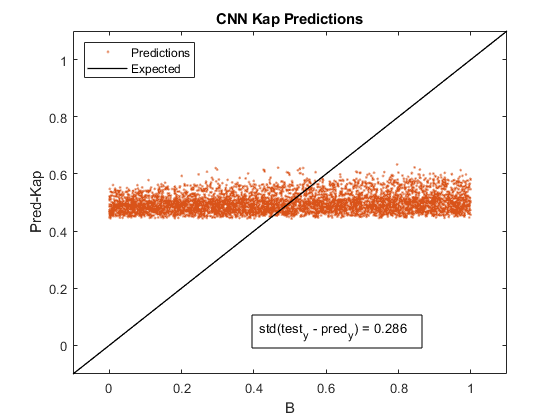 CNN Kap Predictions
Predictions
Expected
Pred-Kap
1
0.8
0.6
0.4
0.2
0
std(test_y - pred_y) = 0.286
0 0.2 0.4 0.6 0.8 1
B